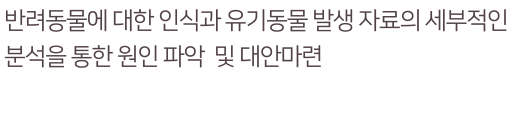 반려동물에 대한 인식과 유기동물 발생 자료의 세부적인
분석을 통한 원인 파악 및 대안마련